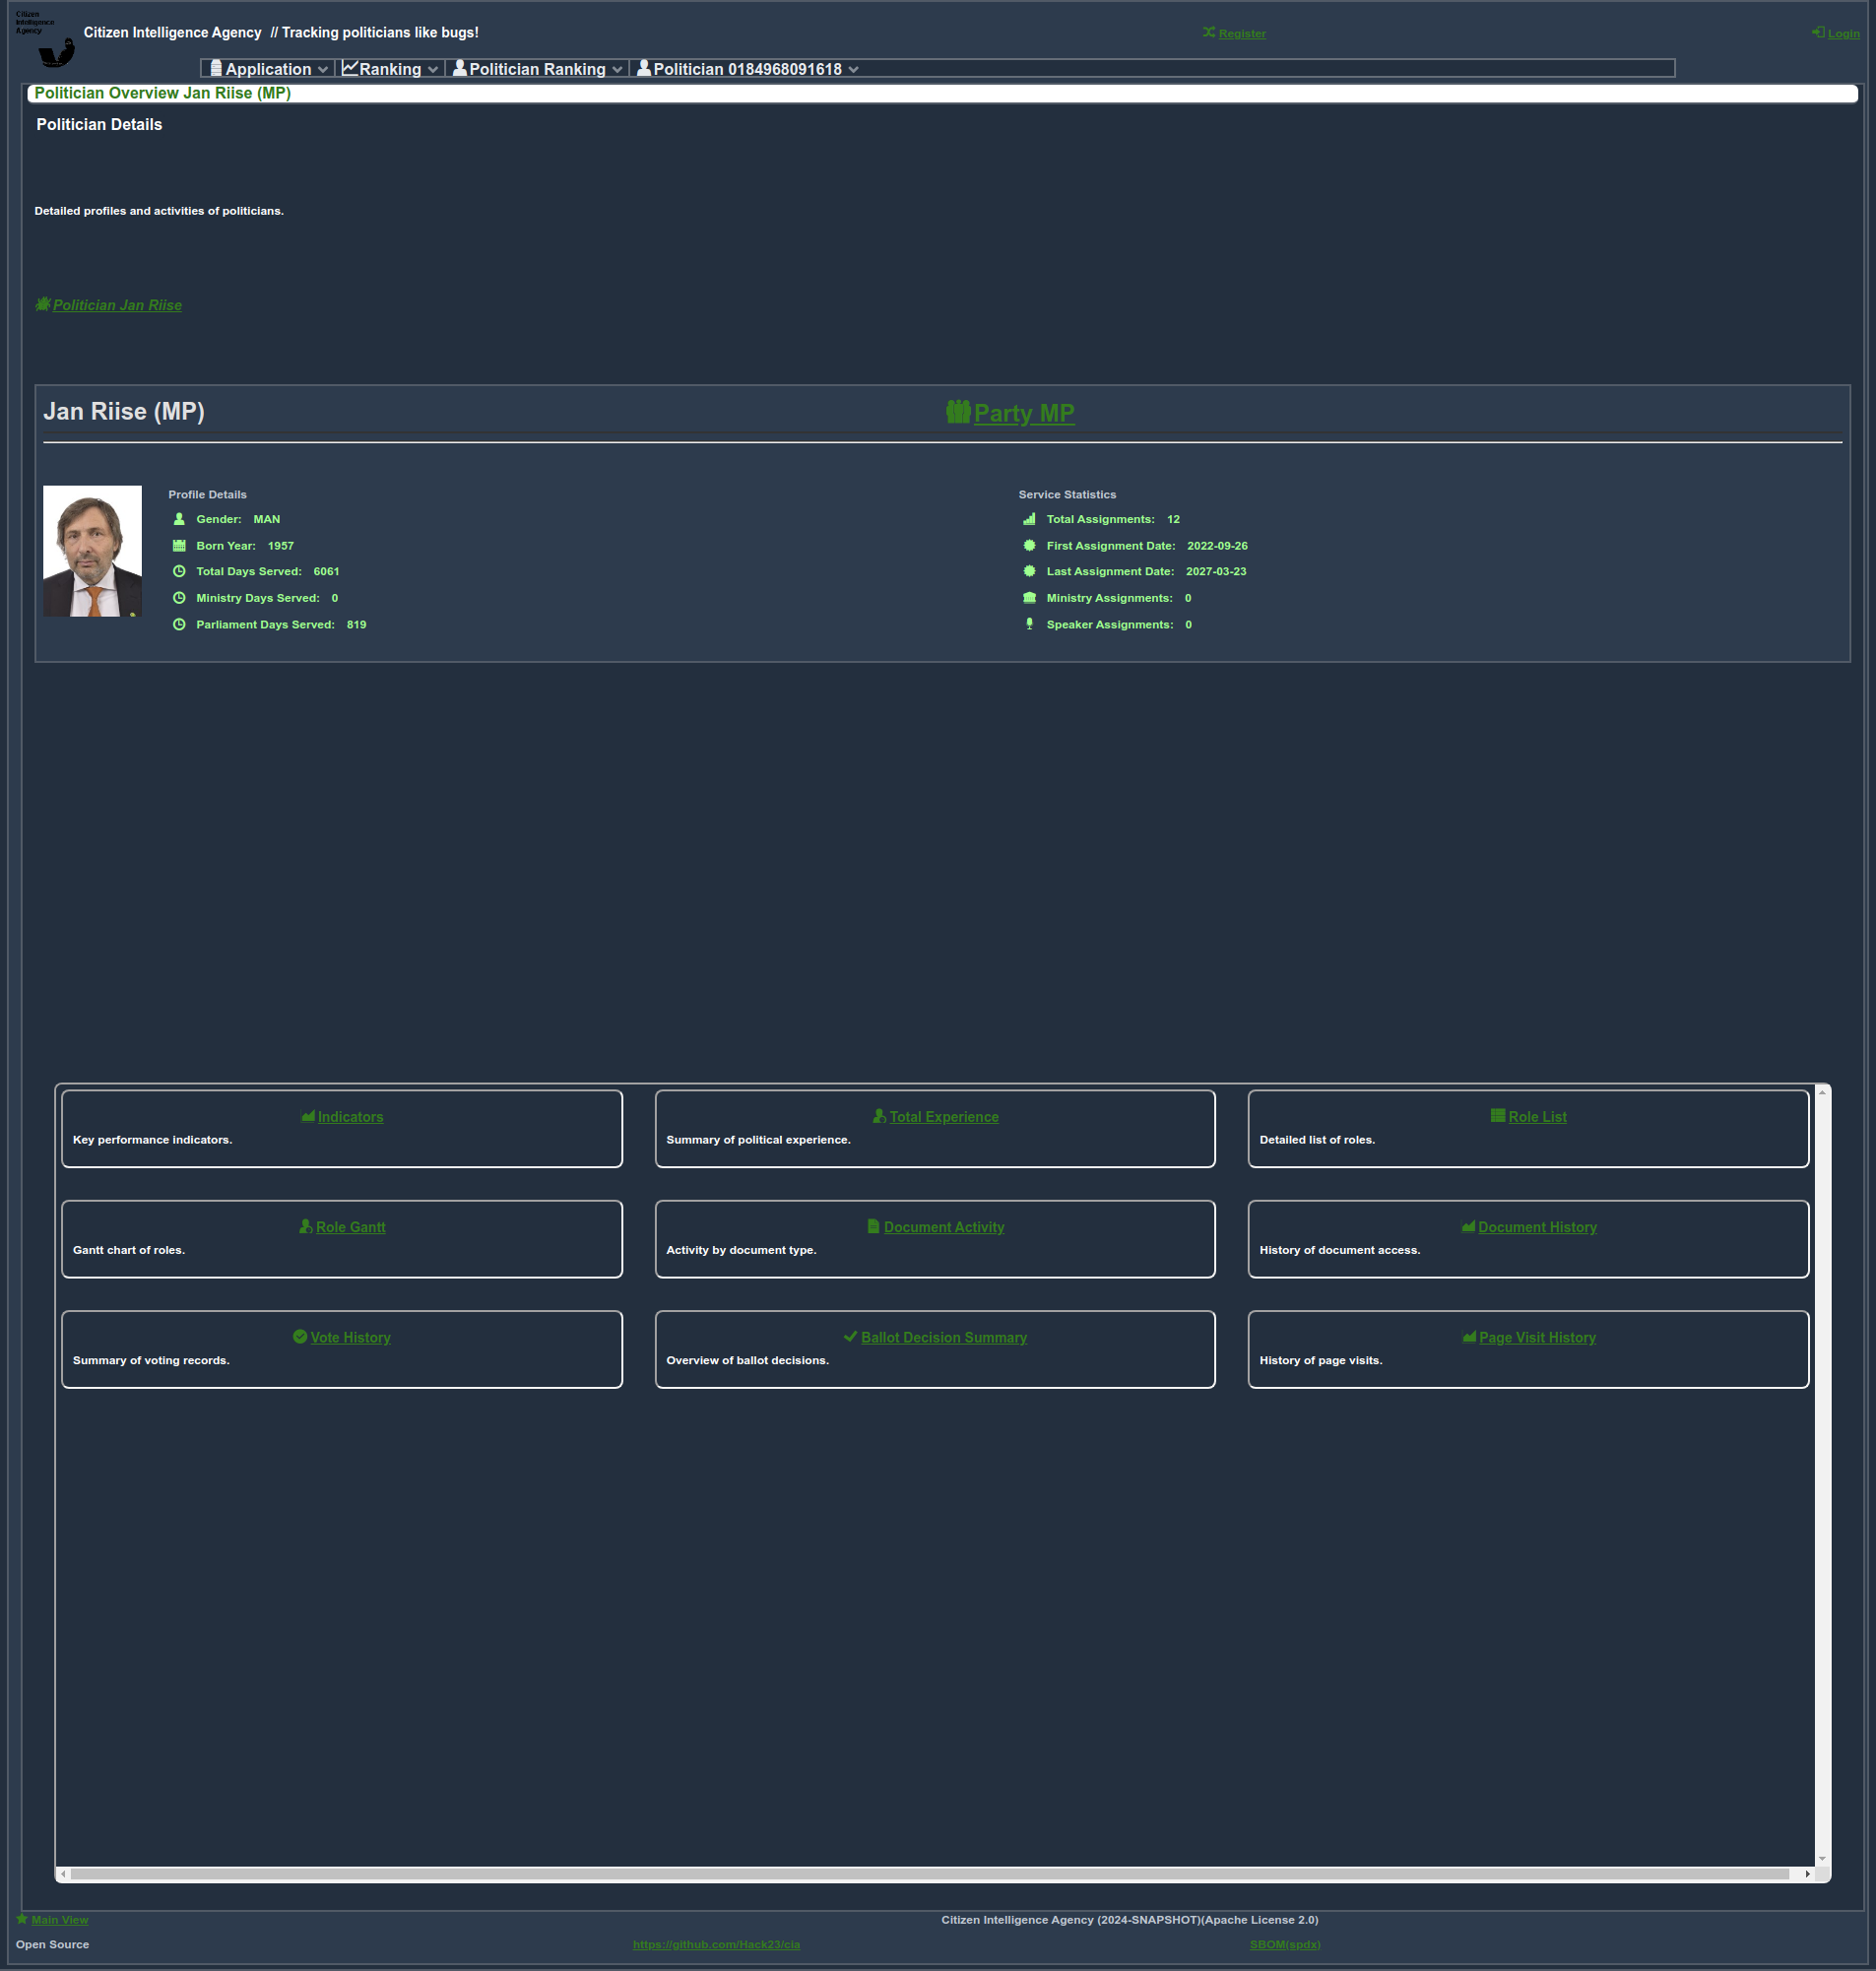 Citizen
Intelligence
Agency
Citizen Intelligence Agency // Tracking politicians like bugs!
Register
Login
Application
Ranking
Politician Ranking
Politician 0184968091618
Politician Overview Jan Riise (MP)
Politician Details
Detailed profiles and activities of politicians.
Politician Jan Riise
Jan Riise (MP)
Party MP
Profile Details
Gender: MAN
Born Year: 1957
Total Days Served: 6061
Ministry Days Served: 0
Parliament Days Served: 819
Service Statistics
Total Assignments: 12
First Assignment Date: 2022-09-26
Last Assignment Date: 2027-03-23
Ministry Assignments: 0
Speaker Assignments: 0
Indicators
Key performance indicators.
Total Experience
Summary of political experience.
Role List
Detailed list of roles.
Role Gantt
Gantt chart of roles.
Document Activity
Activity by document type.
Document History
History of document access.
Vote History
Summary of voting records.
Ballot Decision Summary
Overview of ballot decisions.
Page Visit History
History of page visits.
Main View
Citizen Intelligence Agency (2024-SNAPSHOT)(Apache License 2.0)
Open Source
https://github.com/Hack23/cia
SBOM(spdx)